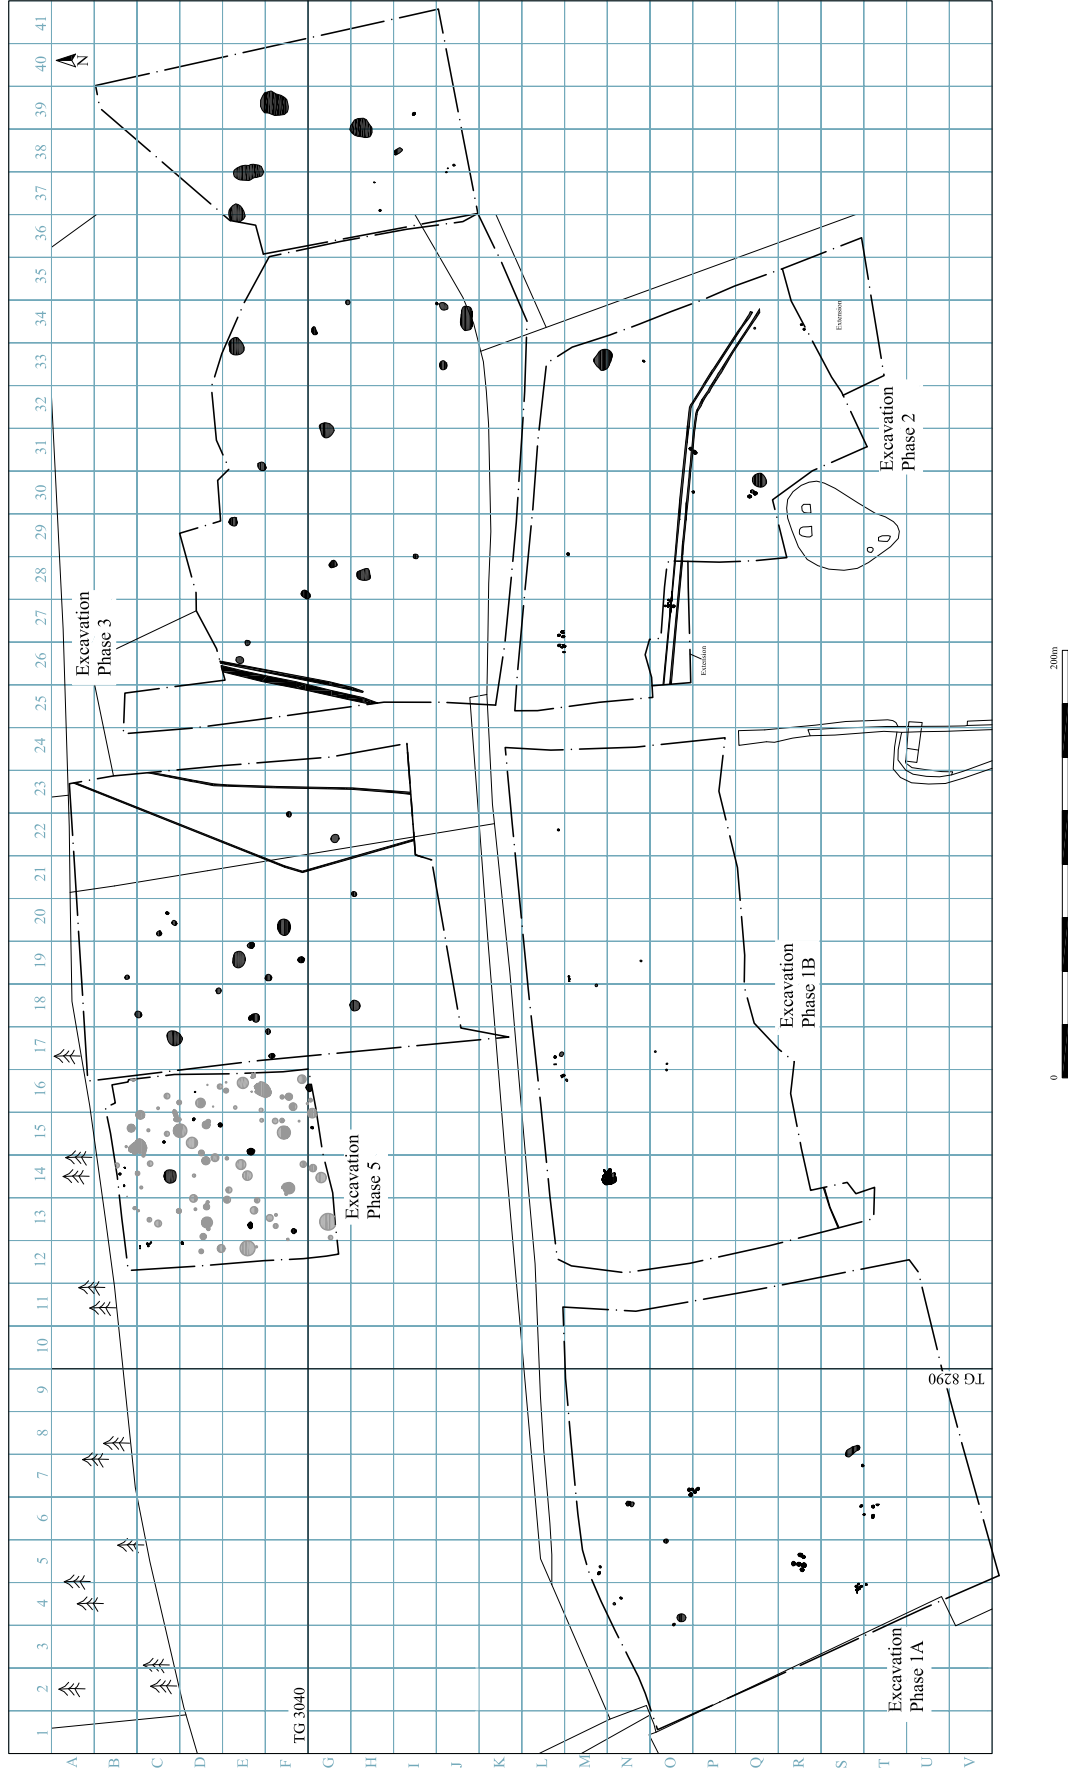 41
40
39
38
37
36
35
34
33
32
31
30
29
28
27
26
25
24
23
22
21
20
19
18
17
16
15
14
13
12
11
10
9
8
7
6
5
4
3
2
1
A
B
C
D
E
F
G
H
I
J
K
L
M
N
O
P
Q
R
S
T
U
V
N
Excavation
Phase 3
Excavation
Phase 5
Excavation
Phase 2
Extension
Extension
Excavation
Phase 1B
Excavation
Phase 1A
TG 3040
TG 8290
0
200m